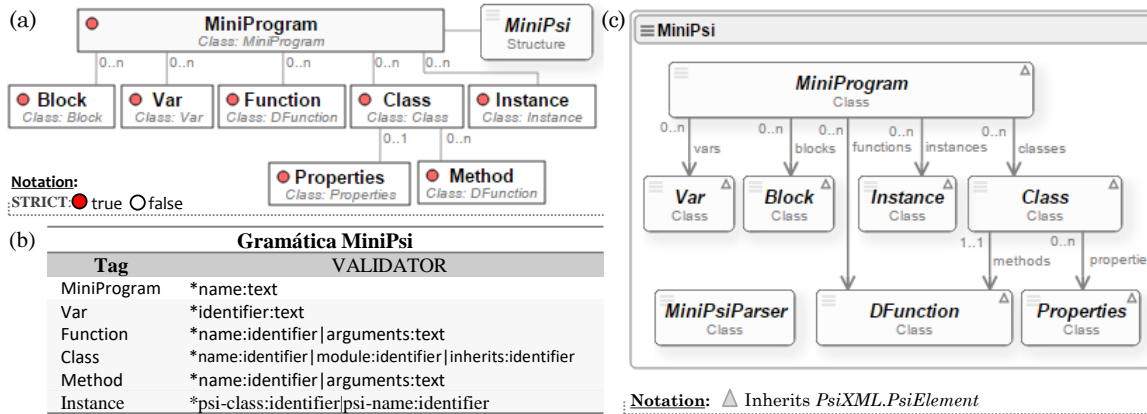 (a)
MiniProgram
Class: MiniProgram
MiniPsi
Structure
0..n 0..n 0..n 0..n 0..n
Block
Class: Block
Var
Class: Var
Function
Class: DFunction
Class
Class: Class
Instance
Class: Instance
0..1 0..n
Properties
Class: Properties
Method
Class: DFunction
Notation:
STRICT: true false
(b)
Gramática MiniPsi
Tag VALIDATOR
MiniProgram *name:text
Var *identifier:text
Function *name:identifier|arguments:text
Class *name:identifier|module:identifier|inherits:identifier
Method *name:identifier|arguments:text
Instance *psi-class:identifier|psi-name:identifier
(c)
MiniPsi
MiniProgram
Class
0..n 0..n 0..n 0..n 0..n
vars blocks functions instances classes
Var
Class
Block
Class
Instance
Class
Class
Class
1..1 0..n
methods propertie
MiniPsiParser
Class
DFunction
Class
Properties
Class
Notation: Inherits PsiXML.PsiElement